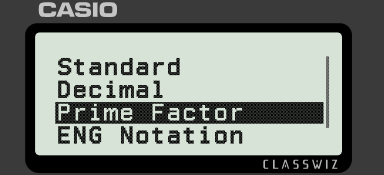 CASIO
Standard
Decimal
Prime Factor
ENG Notation
CLASSWIZ